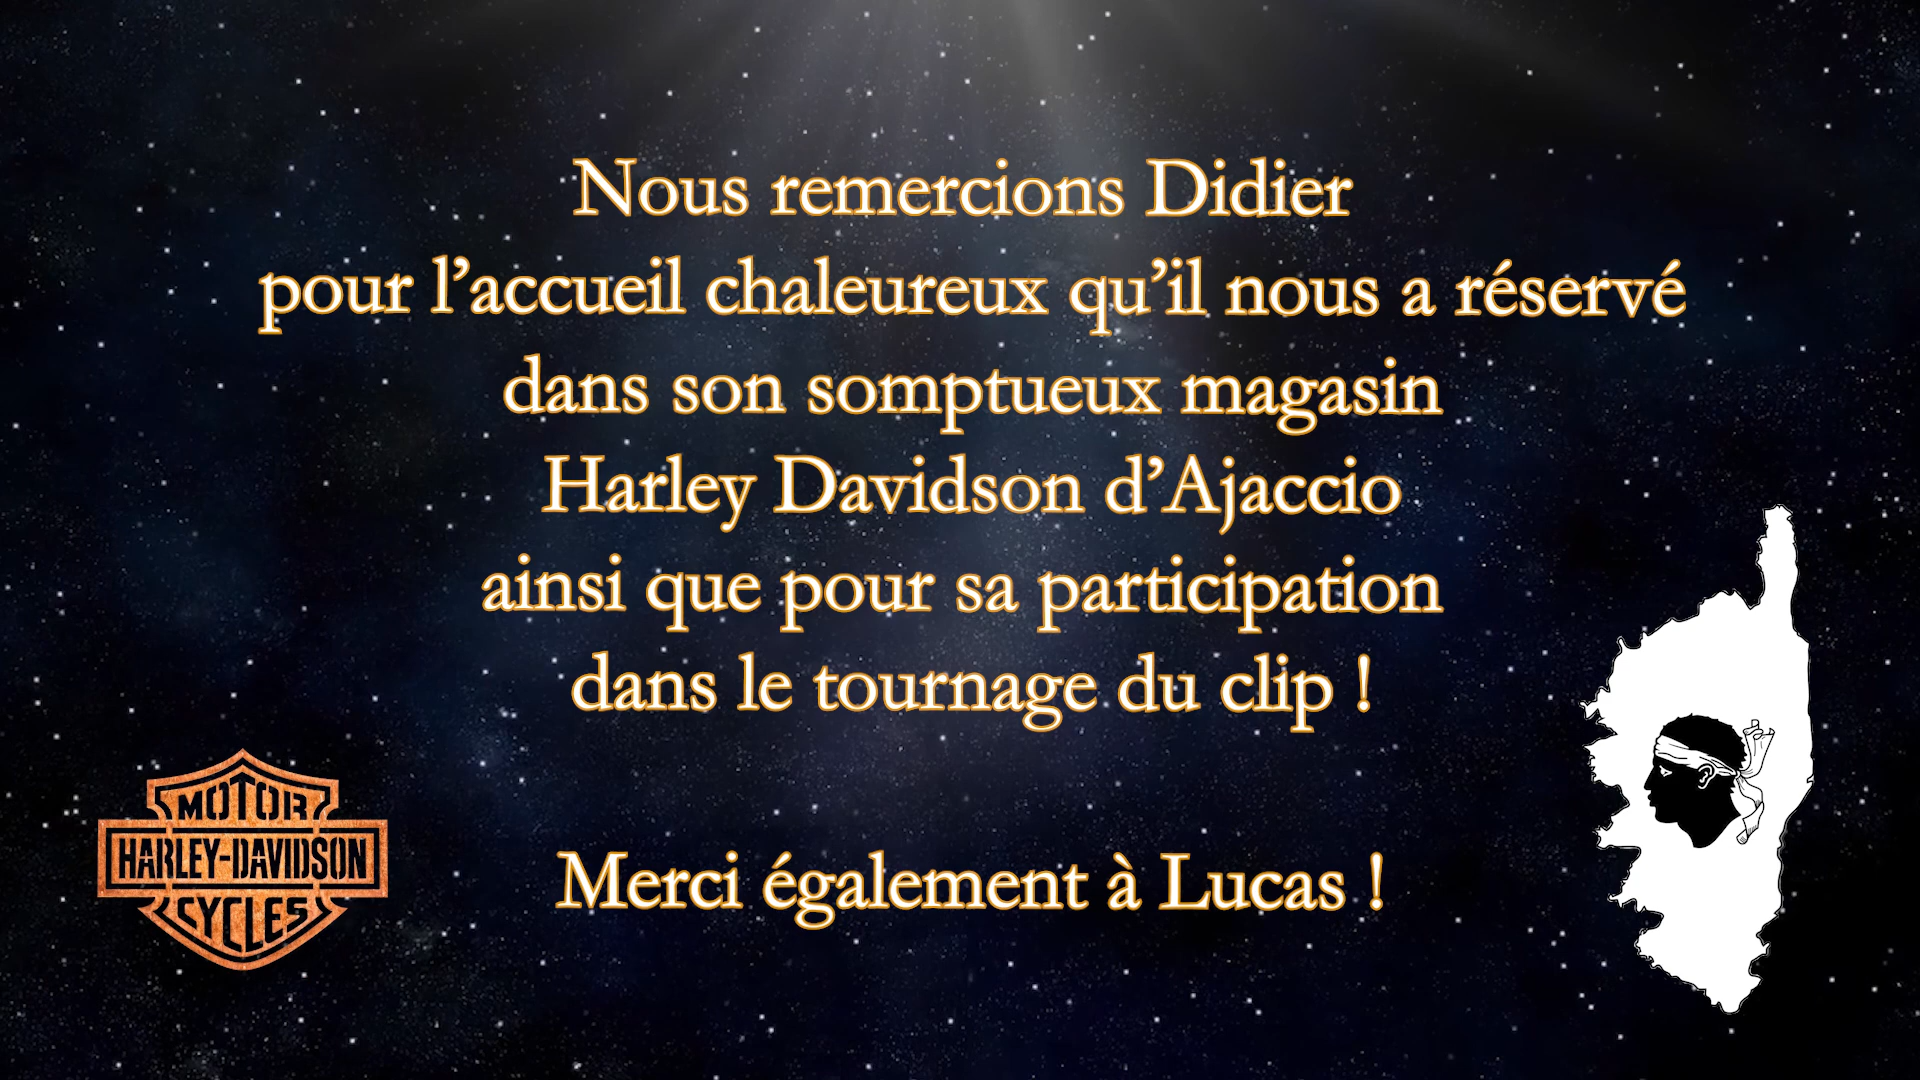 Nous remercions Didier
pour l’accueil chaleureux qu’il nous a réservé
dans son somptueux magasin
Harley Davidson d’Ajaccio
ainsi que pour sa participation
dans le tournage du clip !
Merci également à Lucas !
MOTOR
HARLEY-DAVIDSON
CYCLES